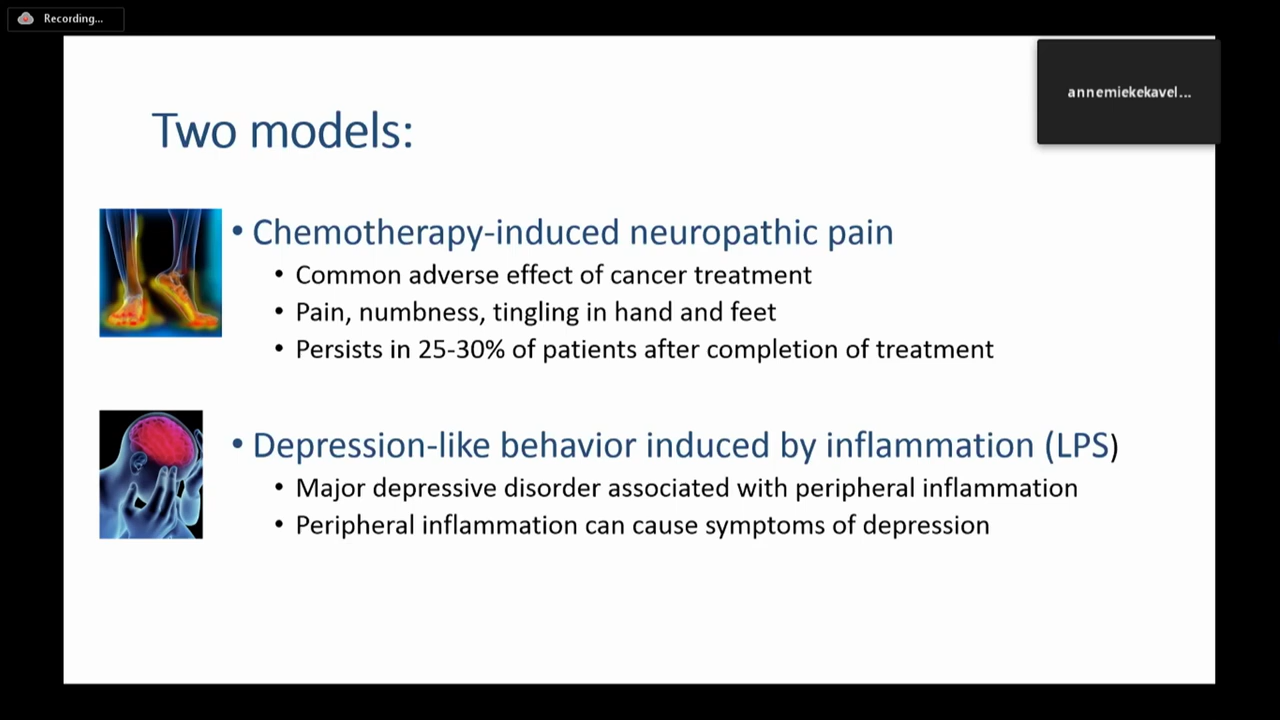 Recording...
annemiekekavel...
Two models:
• Chemotherapy-induced neuropathic pain
• Common adverse effect of cancer treatment
• Pain, numbness, tingling in hand and feet
• Persists in 25-30% of patients after completion of treatment
• Depression-like behavior induced by inflammation (LPS)
• Major depressive disorder associated with peripheral inflammation
• Peripheral inflammation can cause symptoms of depression